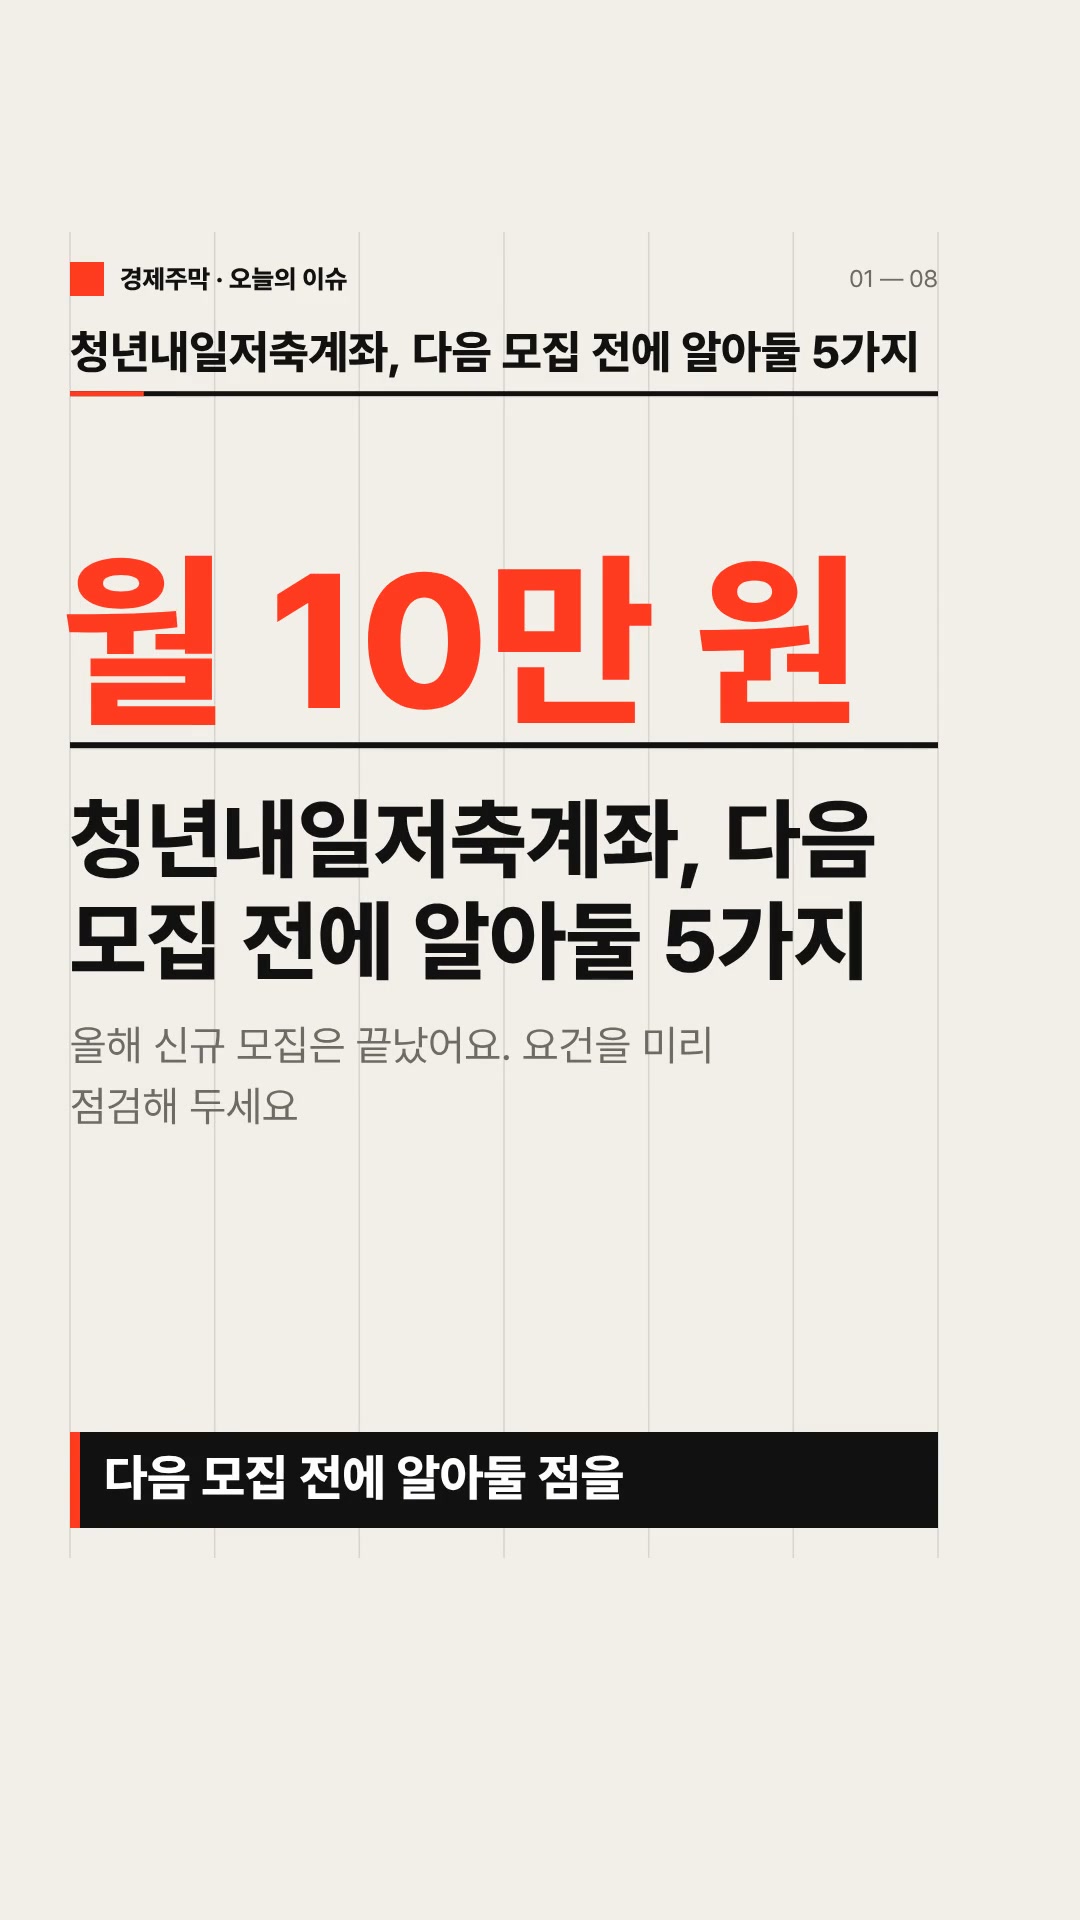 경제주막 · 오늘의 이슈
01 — 08
청년내일저축계좌, 다음 모집 전에 알아둘 5가지
월 10만 원
청년내일저축계좌, 다음
모집 전에 알아둘 5가지
올해 신규 모집은 끝났어요. 요건을 미리
점검해 두세요
다음 모집 전에 알아둘 점을